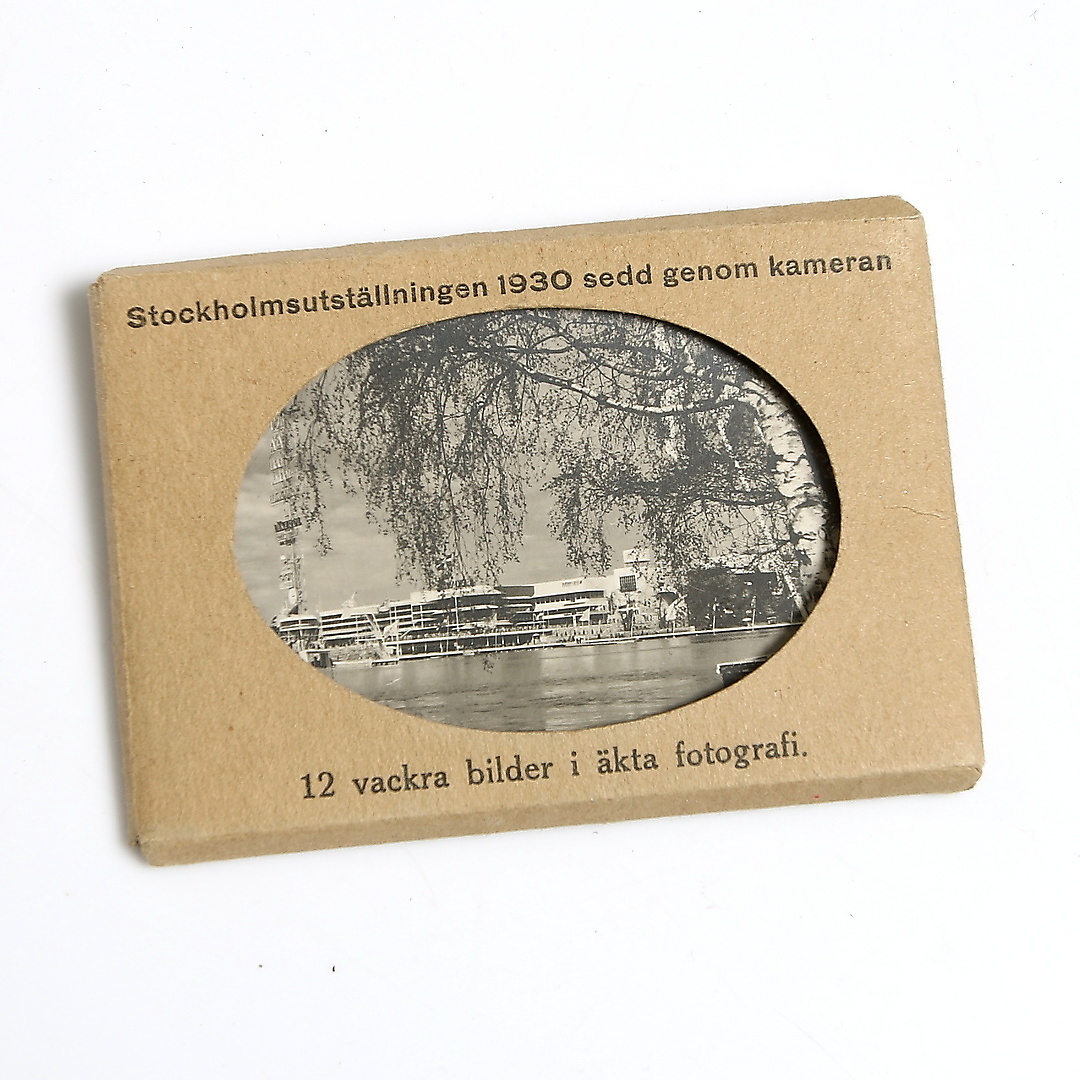 Stockholmsutställningen 1930 sedd genom kameran
12 vackra bilder i äkta fotografi.